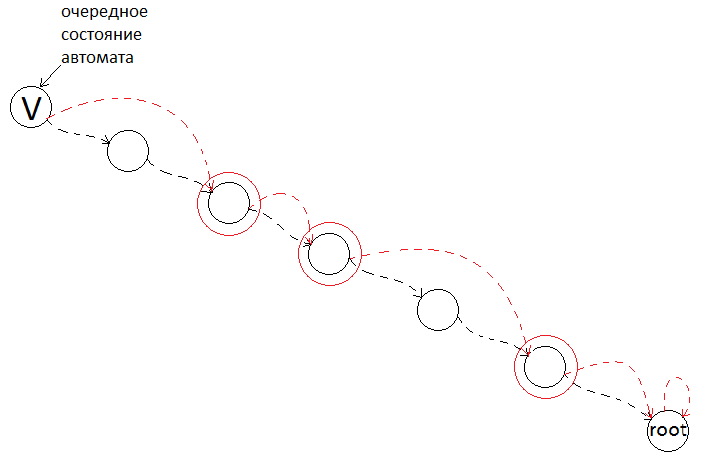 очередное
состояние
автомата
V
root